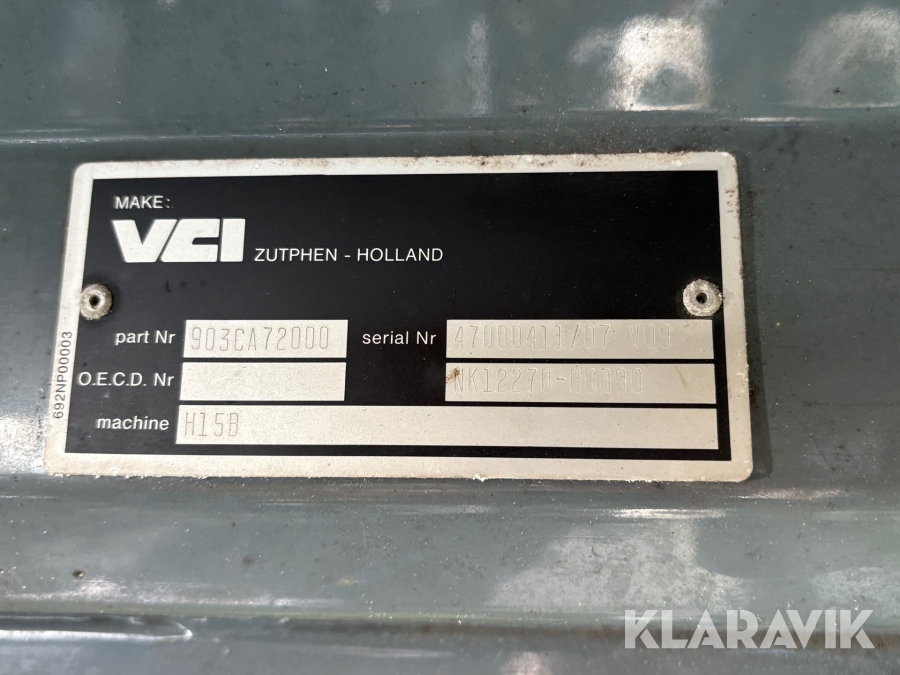 MAKE:
VCI ZUTPHEN - HOLLAND
part Nr 903CA72000 serial Nr
O.E.C.D. Nr
machine H15B
692NP00003
KLARAVIK